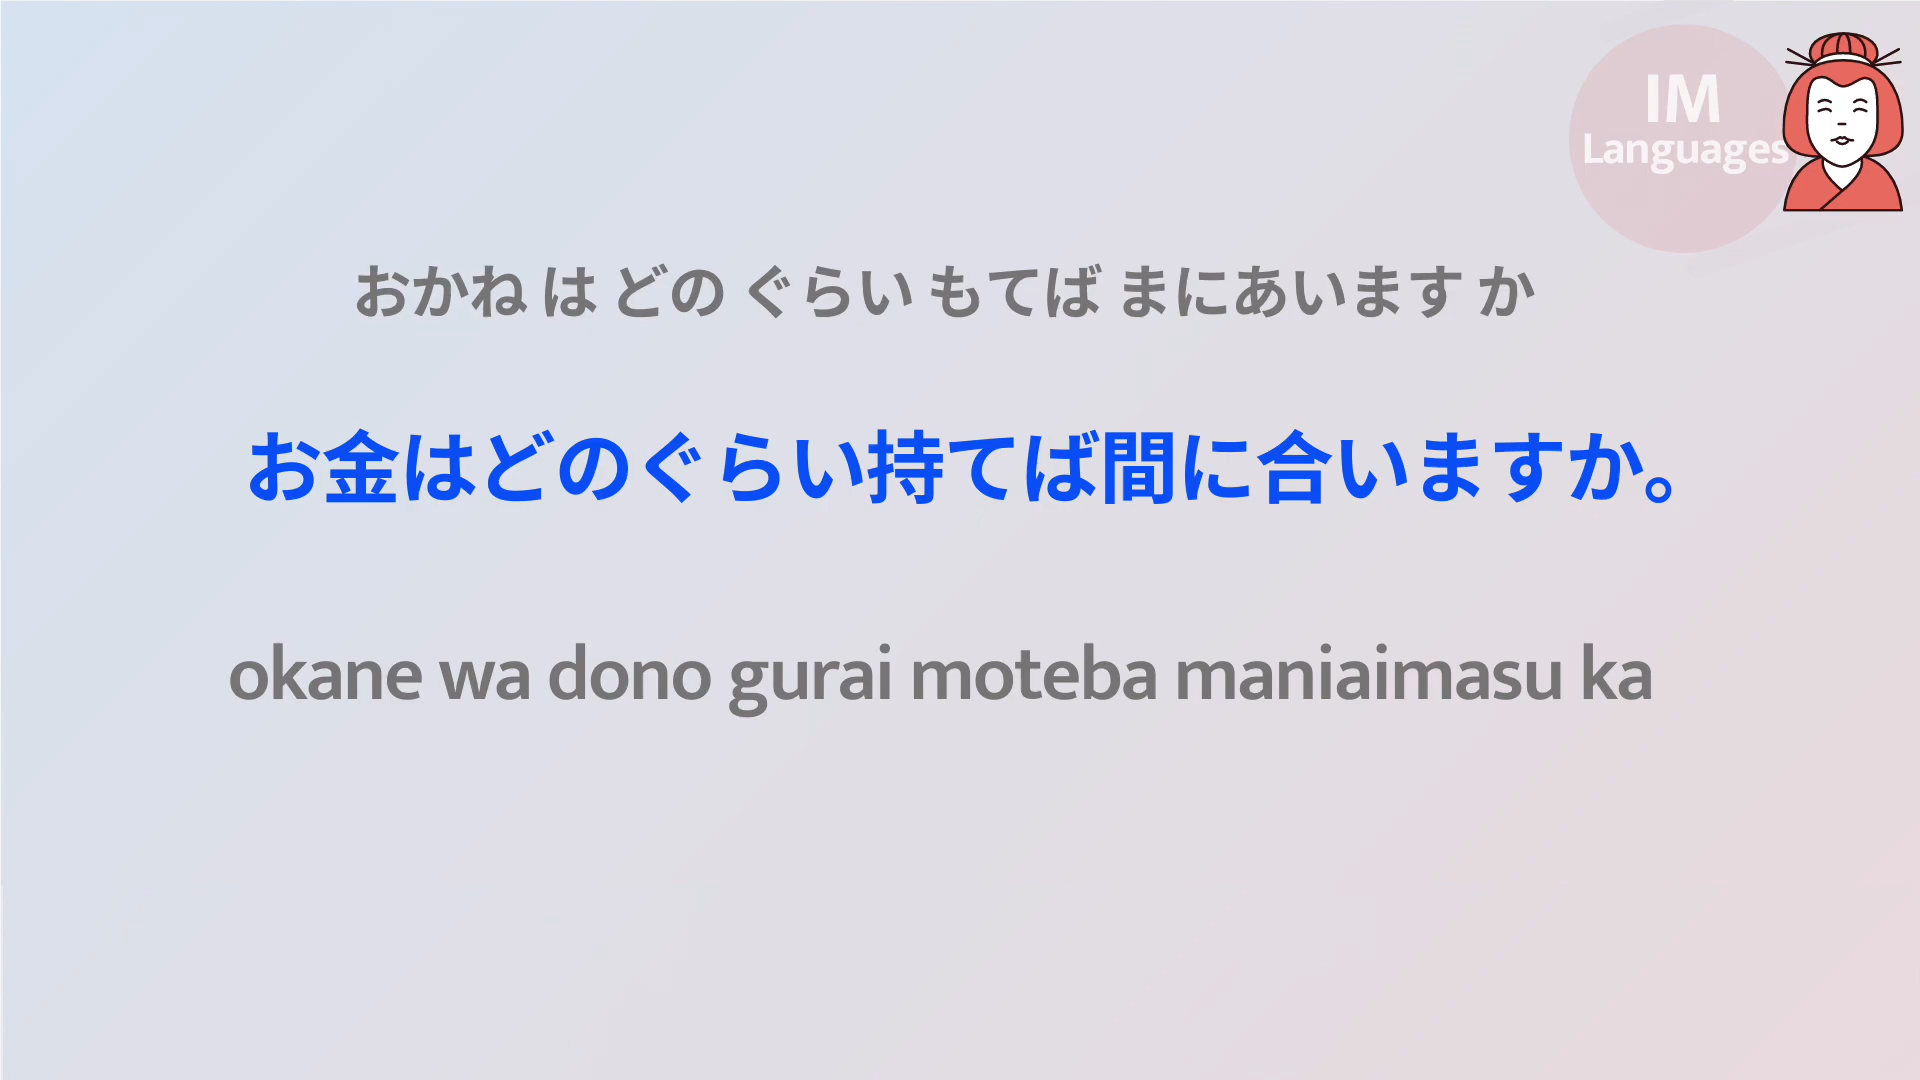 IM
Languages
おかね は どの ぐらい もてば まにあいます か
お金はどのぐらい持てば間に合いますか。
okane wa dono gurai moteba maniaimasu ka